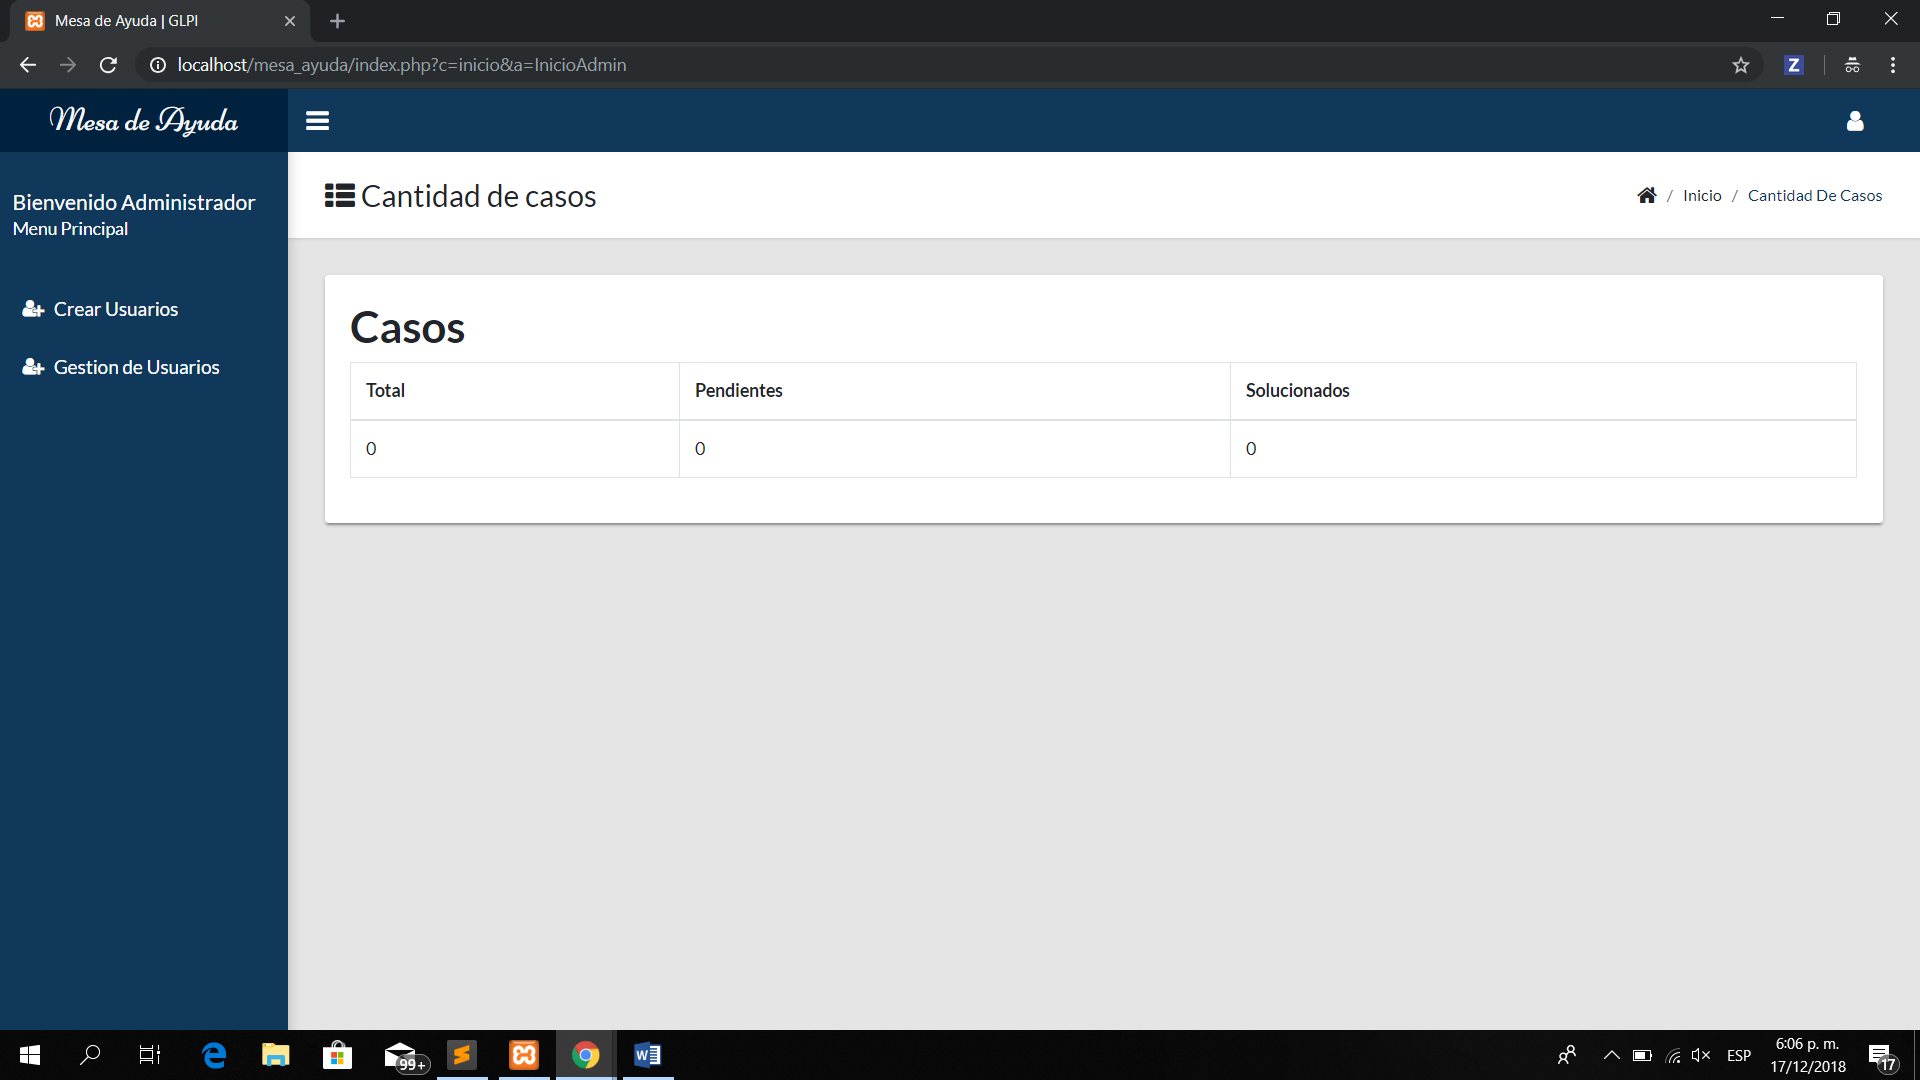 Mesa de Ayuda | GLPI
localhost/mesa_ayuda/index.php?c=inicio&a=InicioAdmin
Z
Mesa de Ayuda
Bienvenido Administrador
Menu Principal
Crear Usuarios
Gestion de Usuarios
Cantidad de casos
/ Inicio / Cantidad De Casos
Casos
Total Pendientes Solucionados
0 0 0
99+
W
ESP
6:06 p. m.
17/12/2018
17